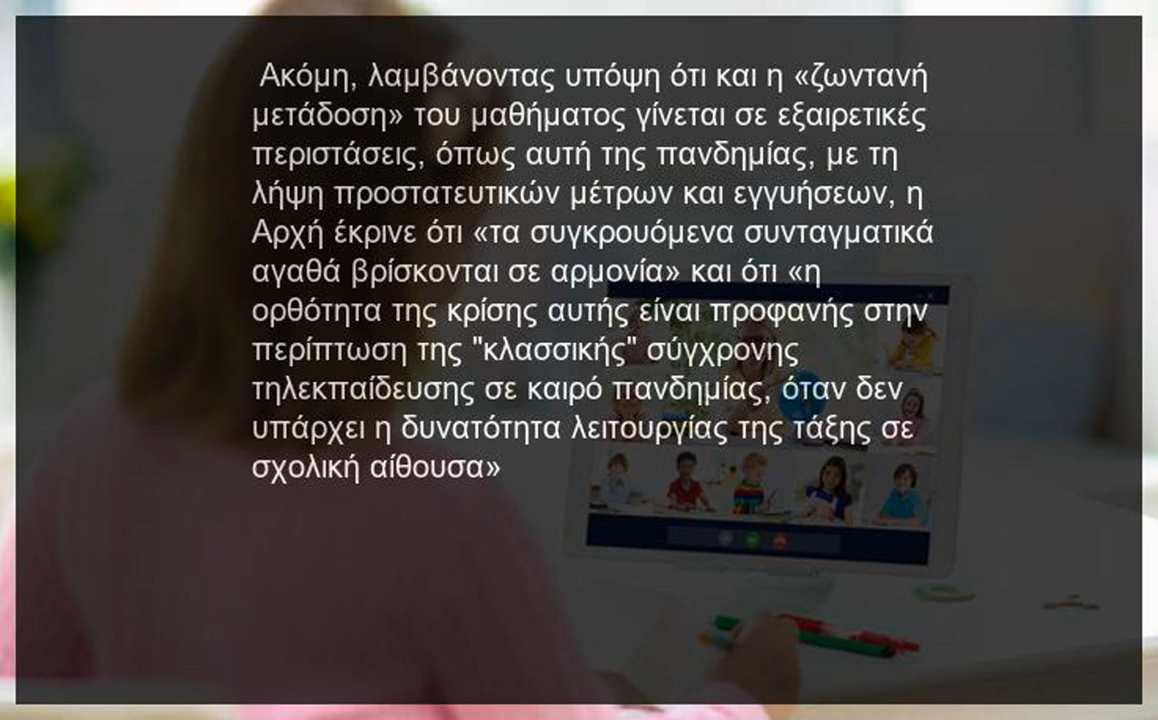 Ακόμη, λαμβάνοντας υπόψη ότι και η «ζωντανή
μετάδοση» του μαθήματος γίνεται σε εξαιρετικές
περιστάσεις, όπως αυτή της πανδημίας, με τη
λήψη προστατευτικών μέτρων και εγγυήσεων, η
Αρχή έκρινε ότι «τα συγκρουόμενα συνταγματικά
αγαθά βρίσκονται σε αρμονία» και ότι «η
ορθότητα της κρίσης αυτής είναι προφανής στην
περίπτωση της "κλασσικής" σύγχρονης
τηλεκπαίδευσης σε καιρό πανδημίας, όταν δεν
υπάρχει η δυνατότητα λειτουργίας της τάξης σε
σχολική αίθουσα»